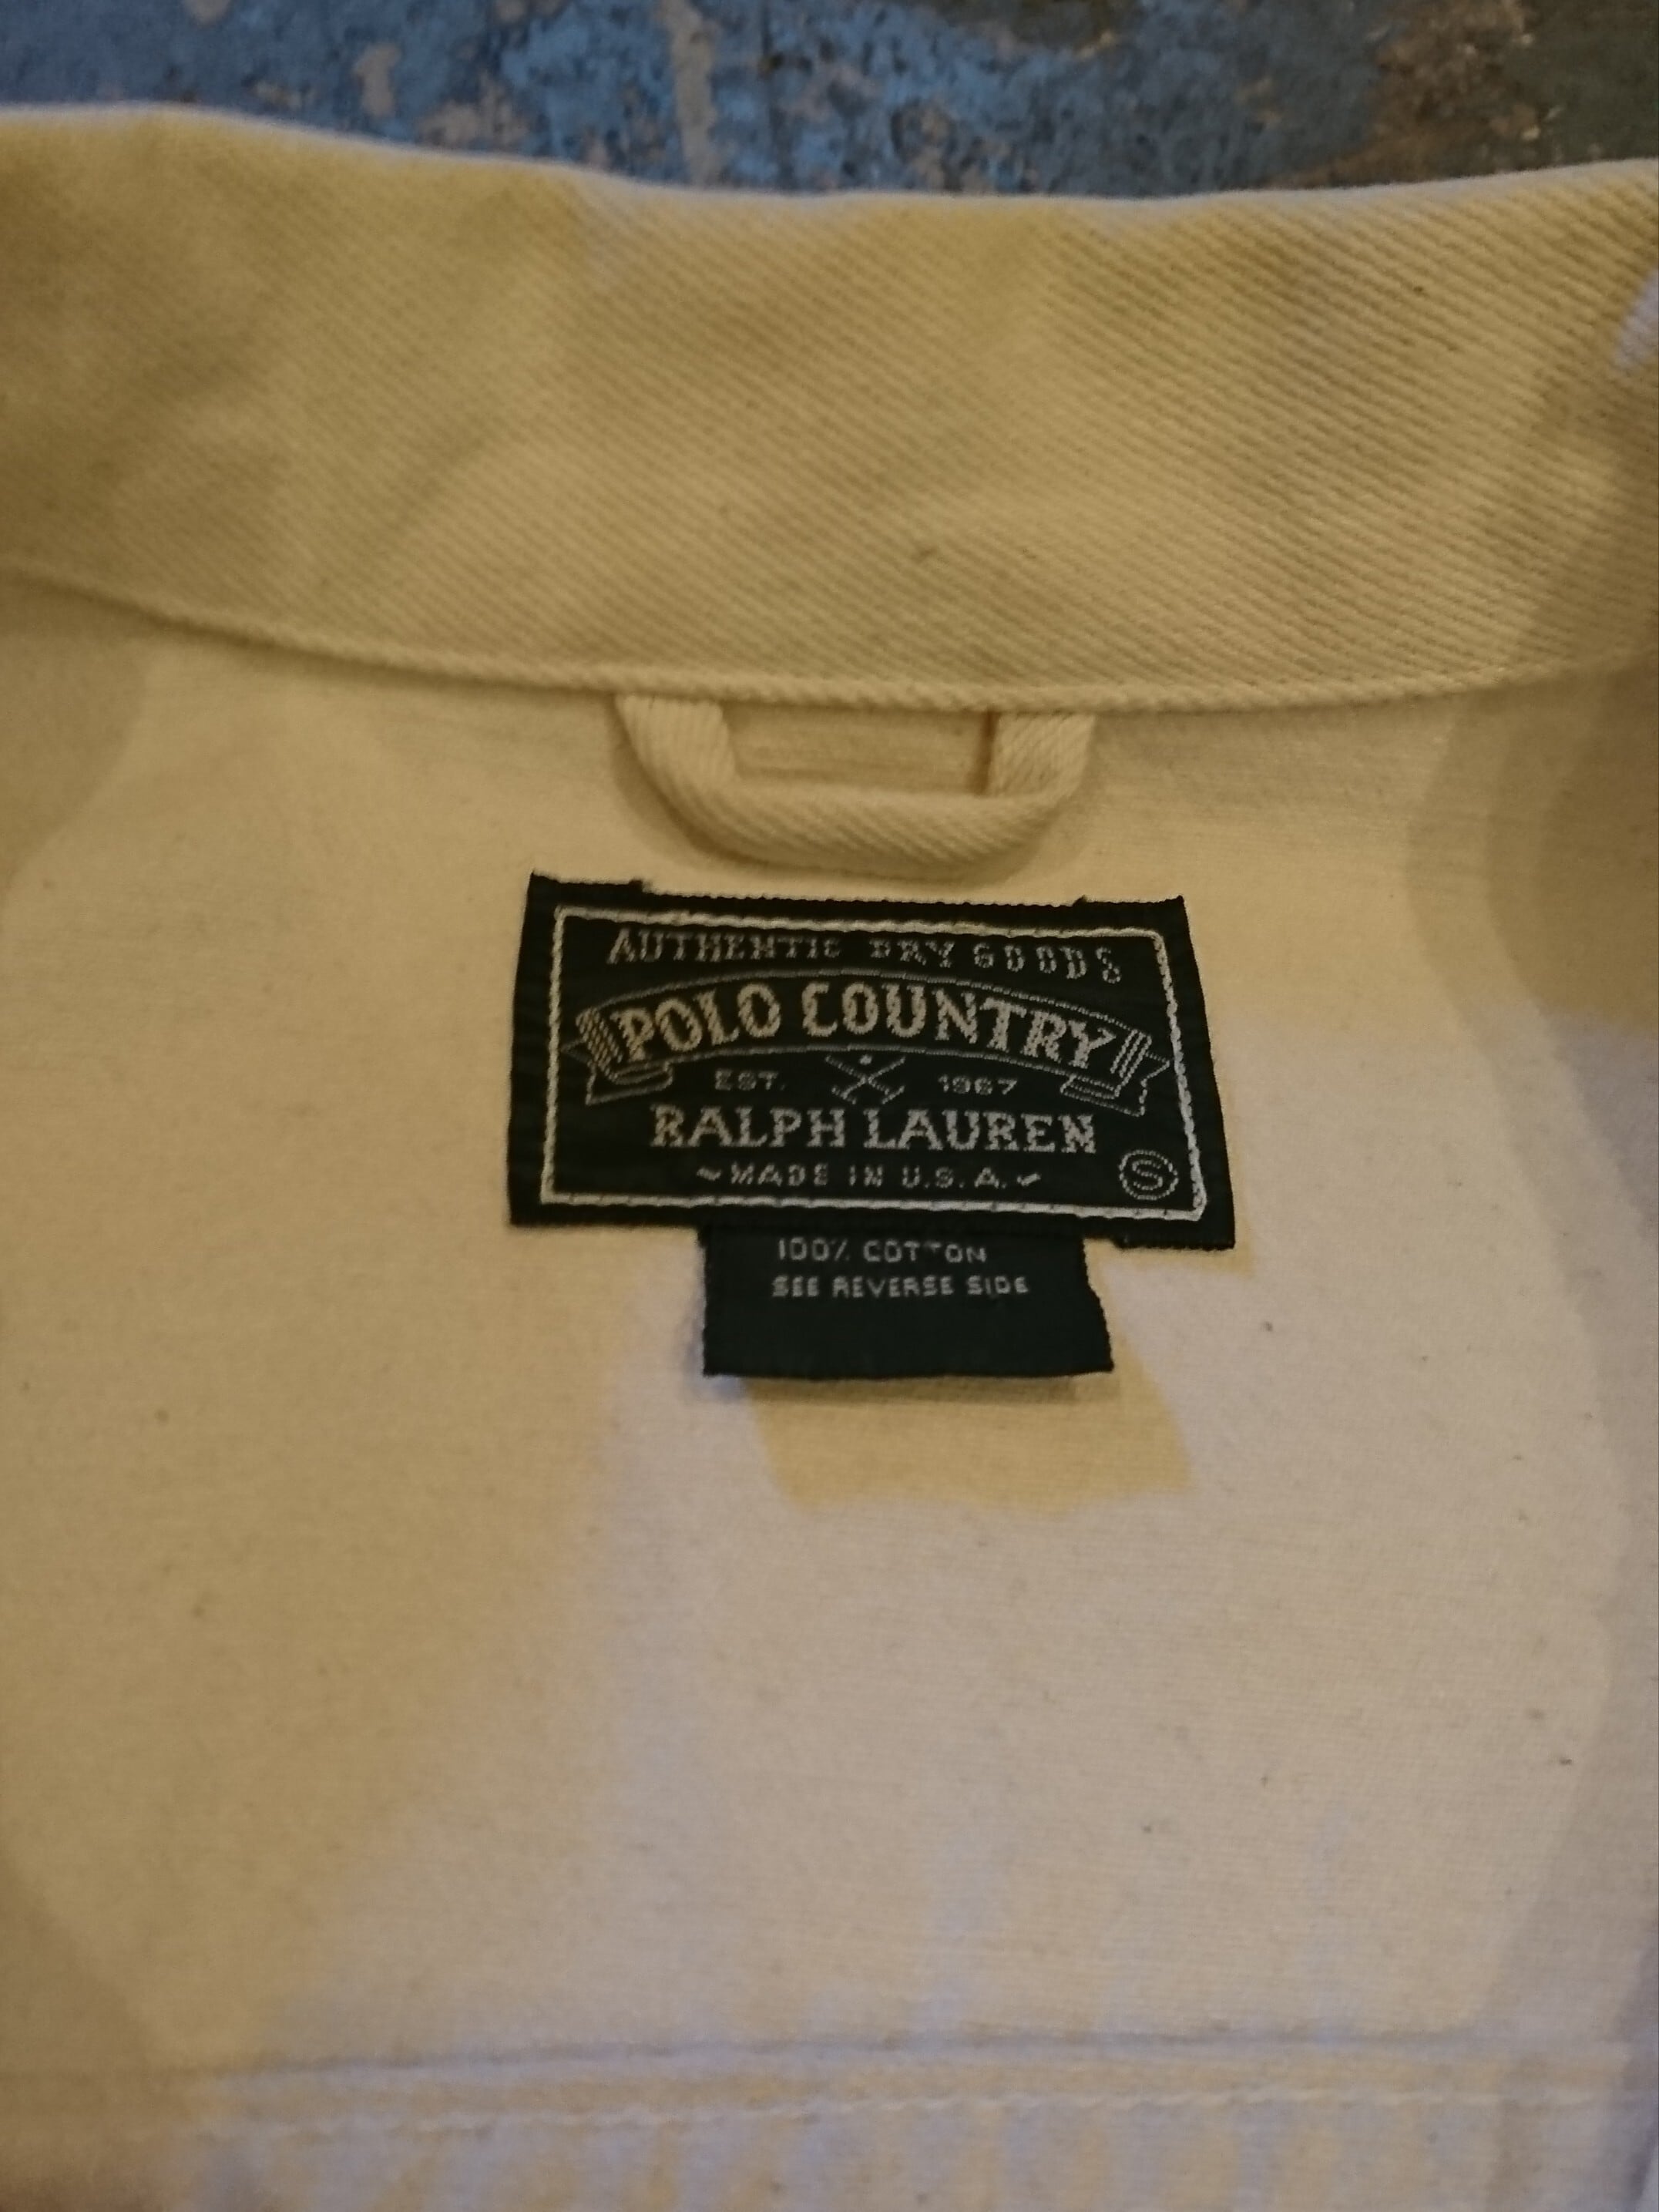 AUTHENTIC DRY GOODS
POLO COUNTRY
EST. 1967
RALPH LAUREN
~MADE IN U.S.A.~
S
100% COTTON
SEE REVERSE SIDE